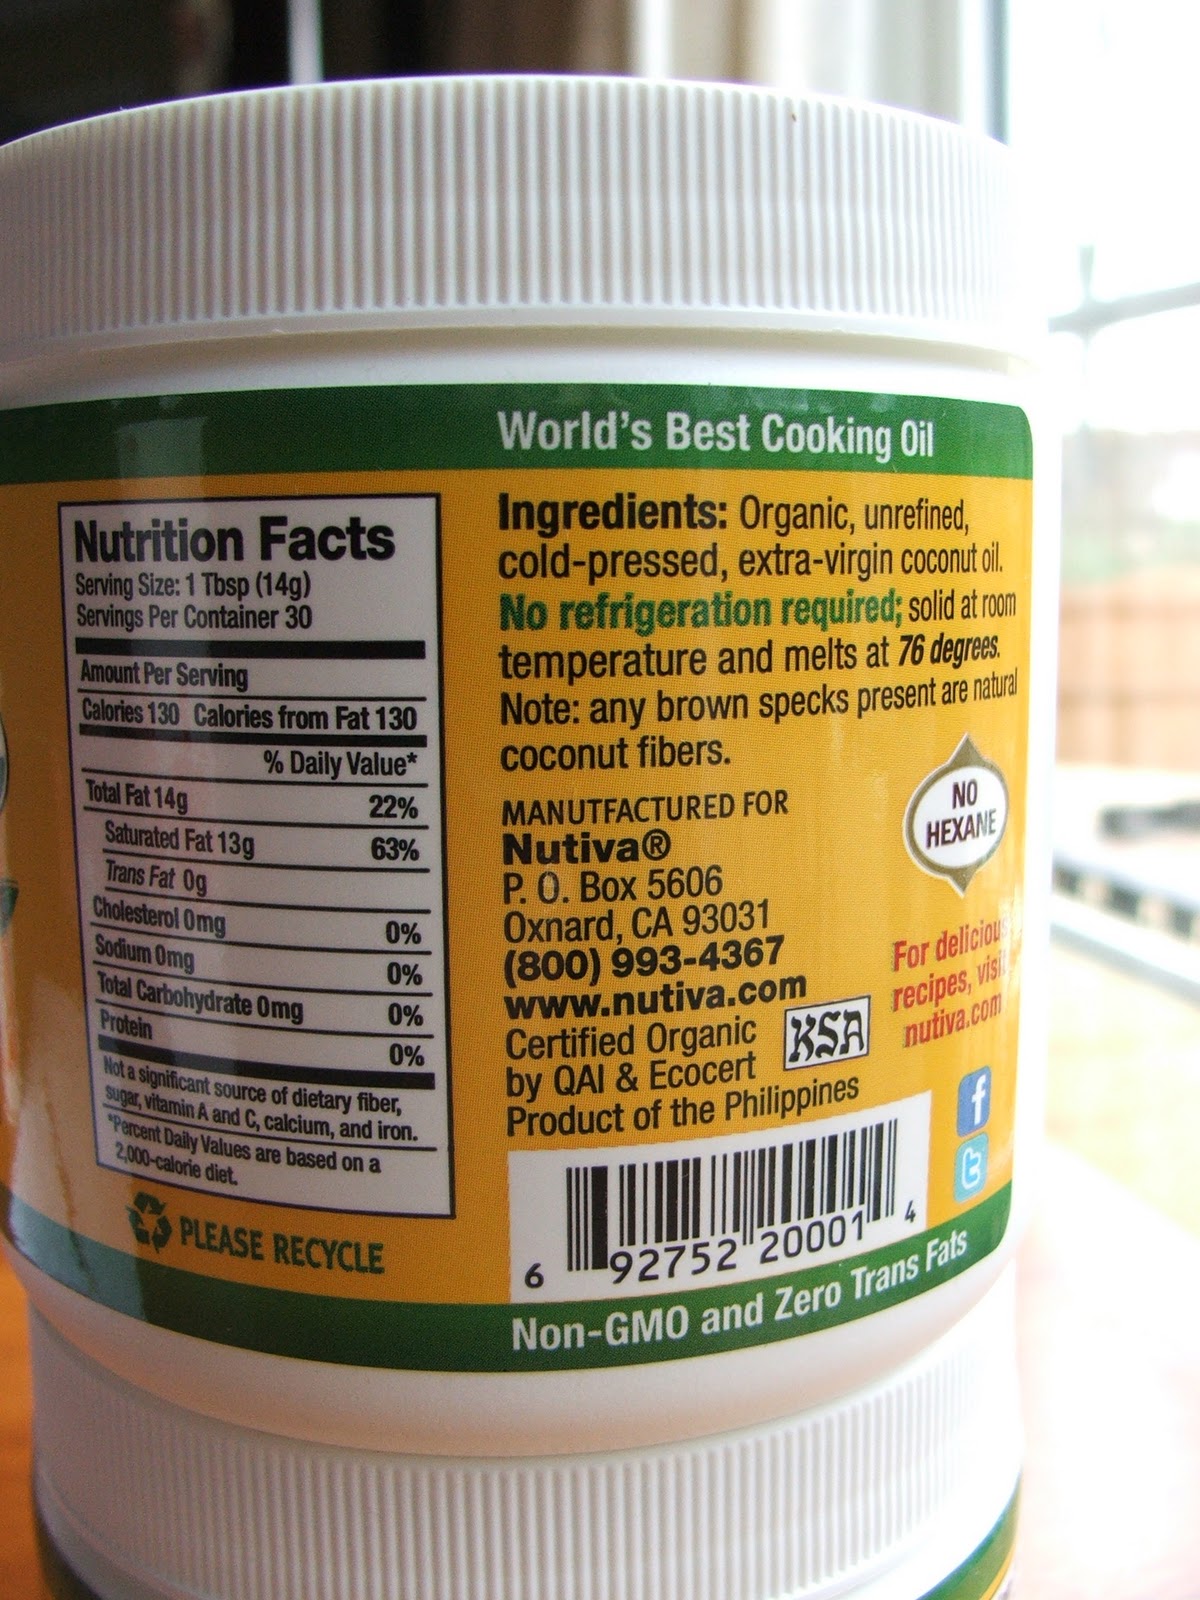 World's Best Cooking Oil
Nutrition Facts
Serving Size: 1 Tbsp (14g)
Servings Per Container 30
Amount Per Serving
Calories 130 Calories from Fat 130
% Daily Value*
Total Fat 14g 22%
Saturated Fat 13g 63%
Trans Fat 0g
Cholesterol 0mg 0%
Sodium 0mg 0%
Total Carbohydrate 0mg 0%
Protein 0%
Not a significant source of dietary fiber,
sugar, vitamin A and C, calcium, and iron.
*Percent Daily Values are based on a
2,000-calorie diet.
PLEASE RECYCLE
Ingredients: Organic, unrefined,
cold-pressed, extra-virgin coconut oil.
No refrigeration required; solid at room
temperature and melts at 76 degrees.
Note: any brown specks present are natural
coconut fibers.
MANUTFACTURED FOR
Nutiva®
P. O. Box 5606
Oxnard, CA 93031
(800) 993-4367
www.nutiva.com
Certified Organic
by QAI & Ecocert
Product of the Philippines
KSA
NO
HEXANE
For delicious
recipes, visit
nutiva.com
f
t
6 92752 20001 4
Non-GMO and Zero Trans Fats